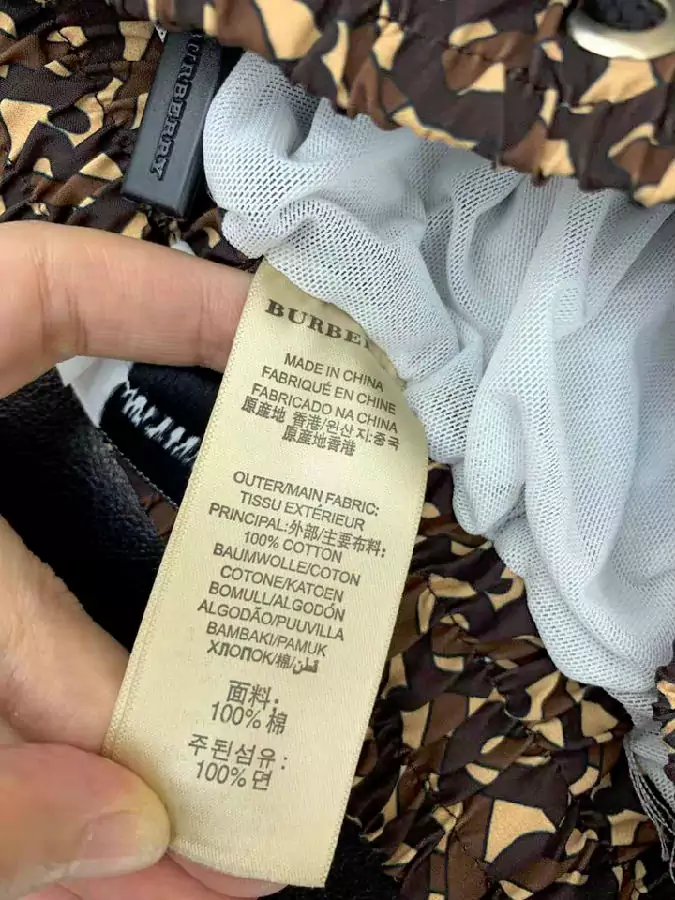 BURBERRY
MADE IN CHINA
FABRIQUÉ EN CHINE
FABRICADO NA CHINA
原産地 香港/원산지:중국
原産地香港
OUTER/MAIN FABRIC:
TISSU EXTÉRIEUR
PRINCIPAL:外部/主要布料:
100% COTTON
BAUMWOLLE/COTON
COTONE/KATOEN
BOMULL/ALGODÓN
ALGODÃO/PUUVILLA
BAMBAKI/PAMUK
ХЛОПОК/棉/قطن
面料:
100% 棉
주된섬유:
100% 면